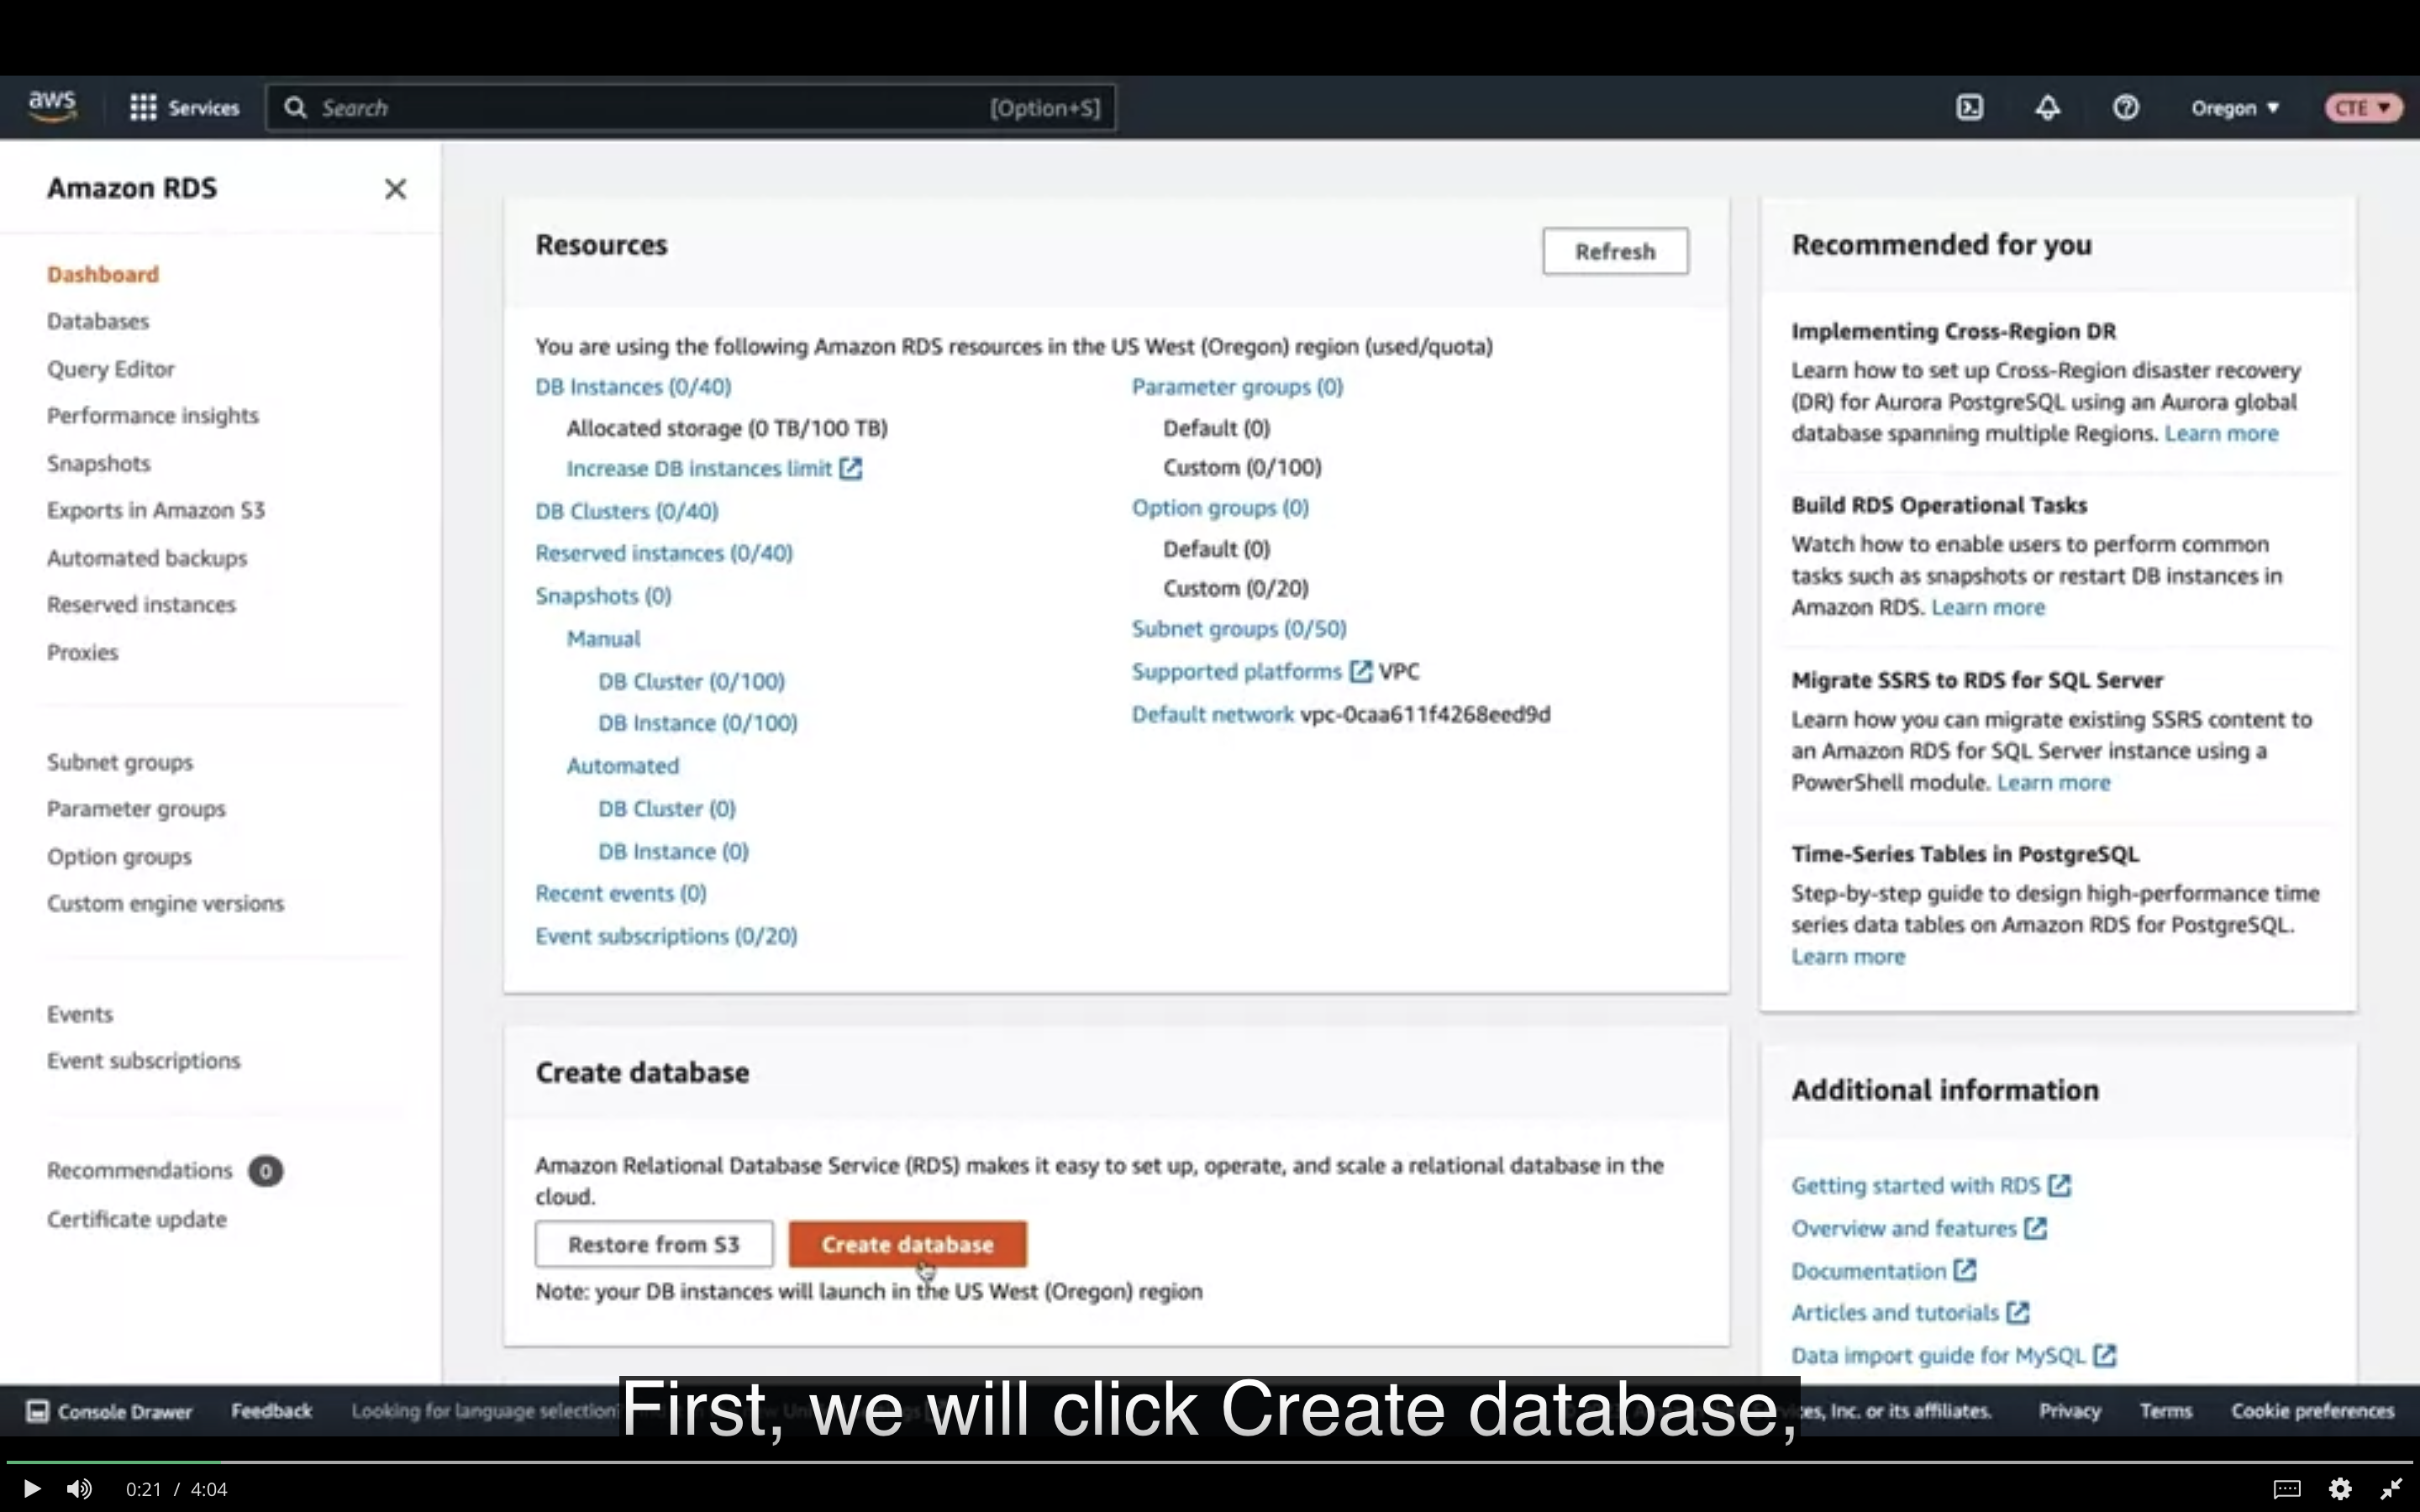 aws
Services
Search
[Option+S]
Oregon
CTE
Amazon RDS
Dashboard
Databases
Query Editor
Performance insights
Snapshots
Exports in Amazon S3
Automated backups
Reserved instances
Proxies
Subnet groups
Parameter groups
Option groups
Custom engine versions
Events
Event subscriptions
Recommendations 0
Certificate update
Resources
Refresh
You are using the following Amazon RDS resources in the US West (Oregon) region (used/quota)
DB Instances (0/40)
Allocated storage (0 TB/100 TB)
Increase DB instances limit
DB Clusters (0/40)
Reserved instances (0/40)
Snapshots (0)
Manual
DB Cluster (0/100)
DB Instance (0/100)
Automated
DB Cluster (0)
DB Instance (0)
Recent events (0)
Event subscriptions (0/20)
Parameter groups (0)
Default (0)
Custom (0/100)
Option groups (0)
Default (0)
Custom (0/20)
Subnet groups (0/50)
Supported platforms VPC
Default network vpc-0caa611f4268eed9d
Create database
Amazon Relational Database Service (RDS) makes it easy to set up, operate, and scale a relational database in the
cloud.
Restore from S3
Create database
Note: your DB instances will launch in the US West (Oregon) region
Recommended for you
Implementing Cross-Region DR
Learn how to set up Cross-Region disaster recovery
(DR) for Aurora PostgreSQL using an Aurora global
database spanning multiple Regions. Learn more
Build RDS Operational Tasks
Watch how to enable users to perform common
tasks such as snapshots or restart DB instances in
Amazon RDS. Learn more
Migrate SSRS to RDS for SQL Server
Learn how you can migrate existing SSRS content to
an Amazon RDS for SQL Server instance using a
PowerShell module. Learn more
Time-Series Tables in PostgreSQL
Step-by-step guide to design high-performance time
series data tables on Amazon RDS for PostgreSQL.
Learn more
Additional information
Getting started with RDS
Overview and features
Documentation
Articles and tutorials
Data import guide for MySQL
Console Drawer
Feedback
Looking for language selection
Inc. or its affiliates.
Privacy
Terms
Cookie preferences
First, we will click Create database,
0:21 / 4:04